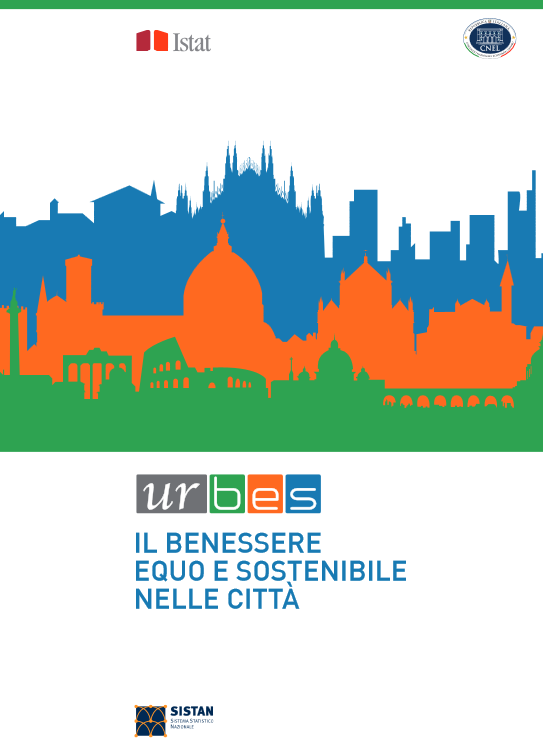 Istat
CNEL
urbes
IL BENESSERE
EQUO E SOSTENIBILE
NELLE CITTÀ
SISTAN
SISTEMA STATISTICO
NAZIONALE